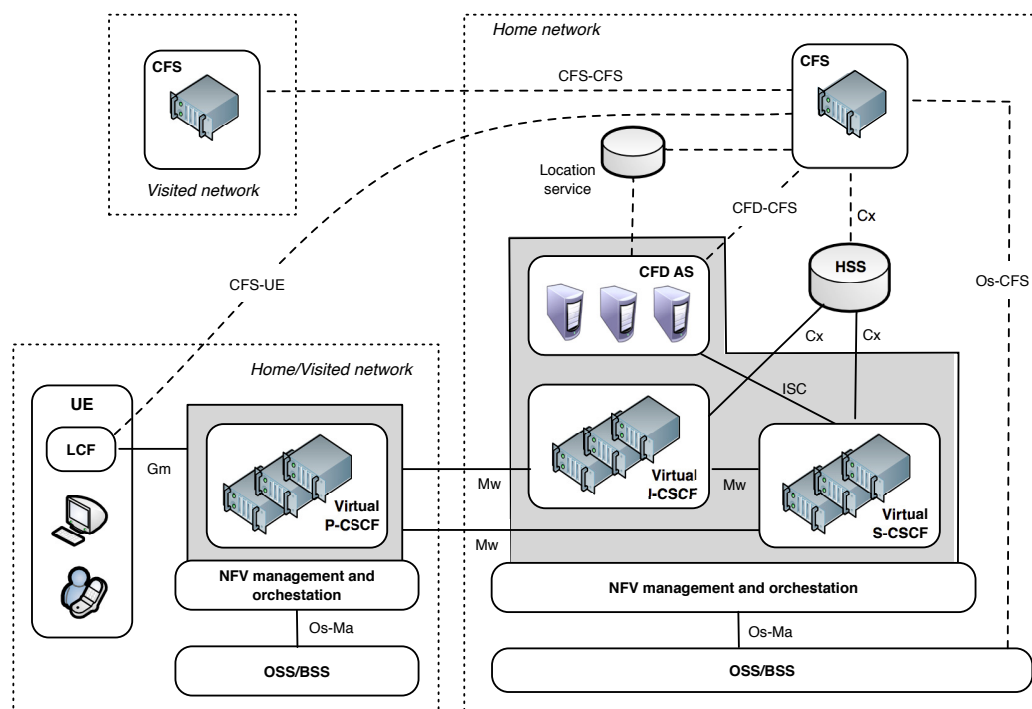 Home network
CFS
CFS
CFS-CFS
Visited network
Location
service
CFD-CFS
Cx
CFD AS
HSS
CFS-UE
Os-CFS
Cx
Cx
Home/Visited network
ISC
UE
LCF
Gm
Virtual
P-CSCF
Mw
Virtual
I-CSCF
Mw
Virtual
S-CSCF
Mw
NFV management and
orchestation
NFV management and orchestation
Os-Ma
Os-Ma
OSS/BSS
OSS/BSS